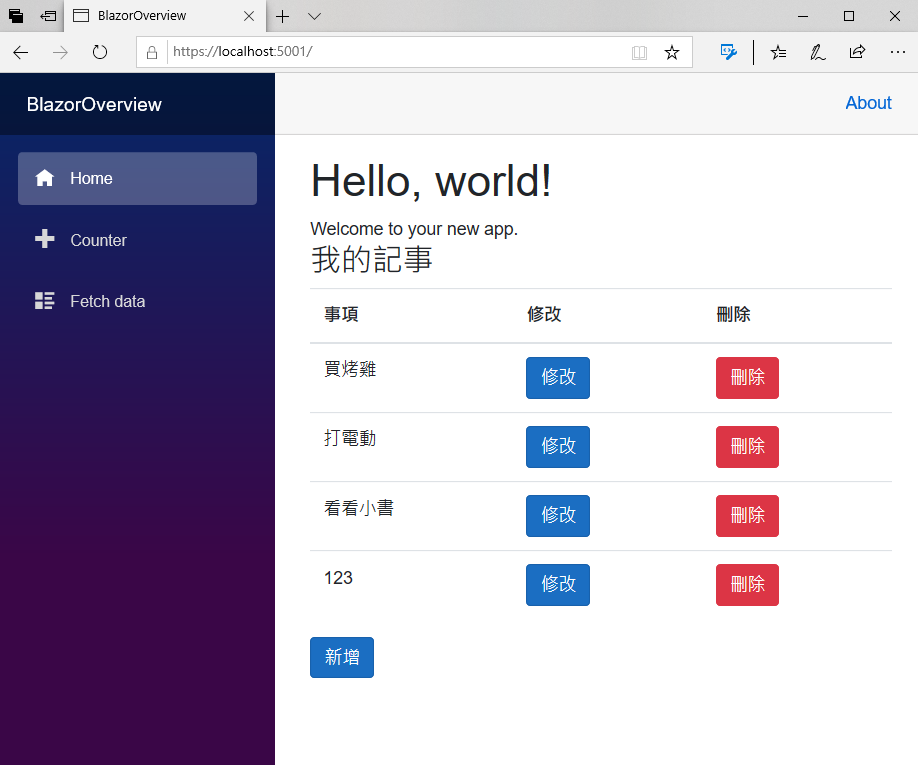 BlazorOverview
https://localhost:5001/
BlazorOverview
About
Home
Counter
Fetch data
Hello, world!
Welcome to your new app.
我的記事
事項 修改 刪除
買烤雞 修改 刪除
打電動 修改 刪除
看看小書 修改 刪除
123 修改 刪除
新增